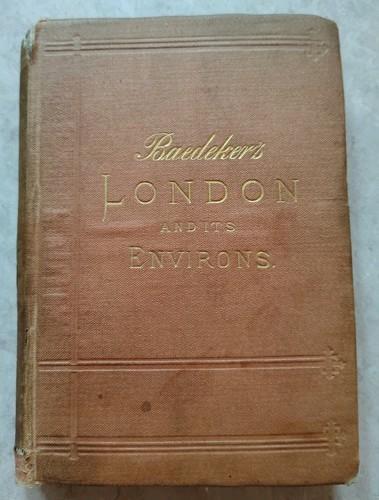 Baedeker's
LONDON
AND ITS
ENVIRONS.